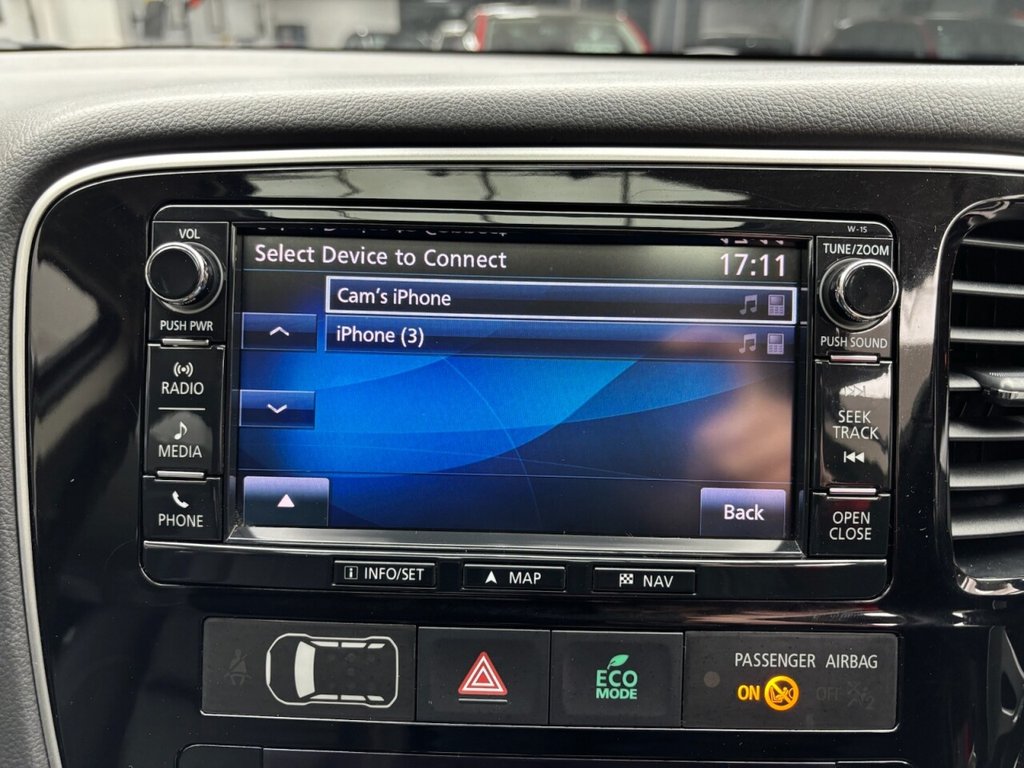 W-15
VOL
PUSH PWR
RADIO
MEDIA
PHONE
Select Device to Connect
17:11
Cam's iPhone
iPhone (3)
Back
TUNE/ZOOM
PUSH SOUND
SEEK
TRACK
OPEN
CLOSE
INFO/SET
MAP
NAV
ECO
MODE
PASSENGER AIRBAG
ON
OFF